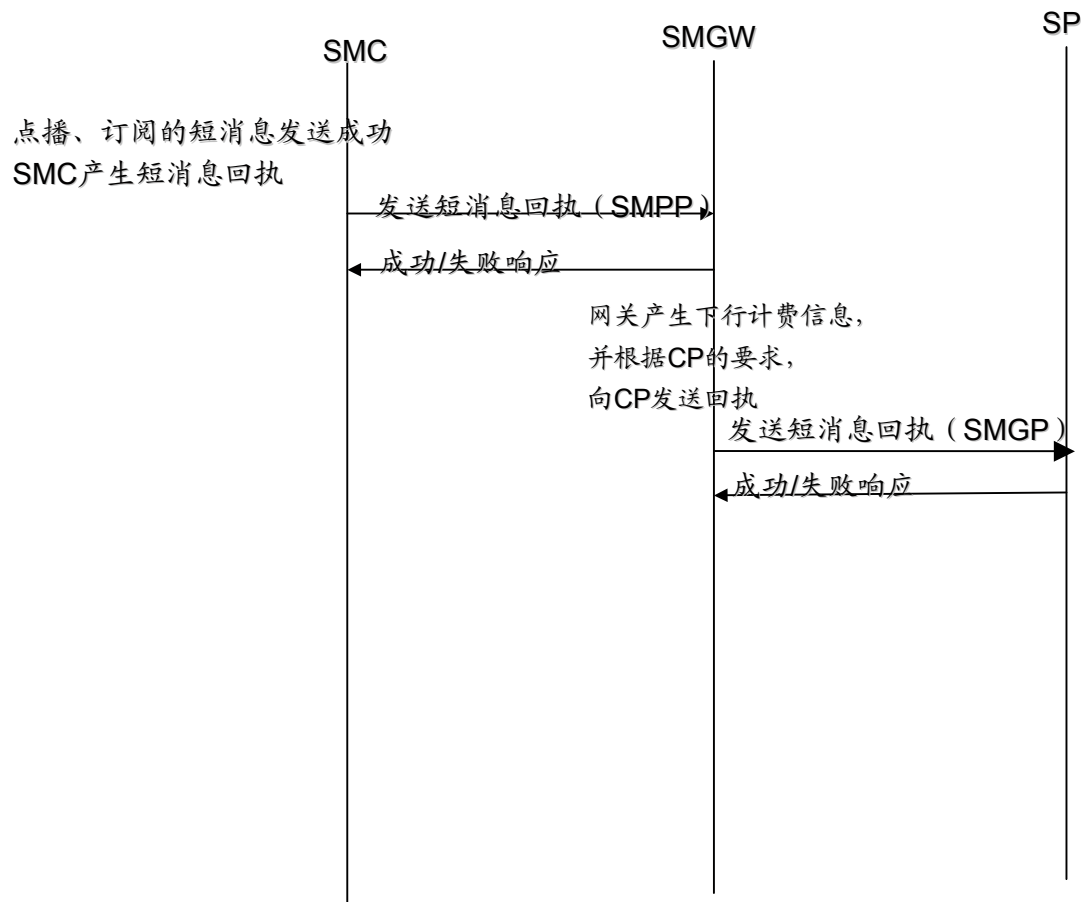 SMC
SMGW
SP
点播、订阅的短消息发送成功
SMC产生短消息回执
发送短消息回执（SMPP）
成功/失败响应
网关产生下行计费信息，
并根据CP的要求，
向CP发送回执
发送短消息回执（SMGP）
成功/失败响应